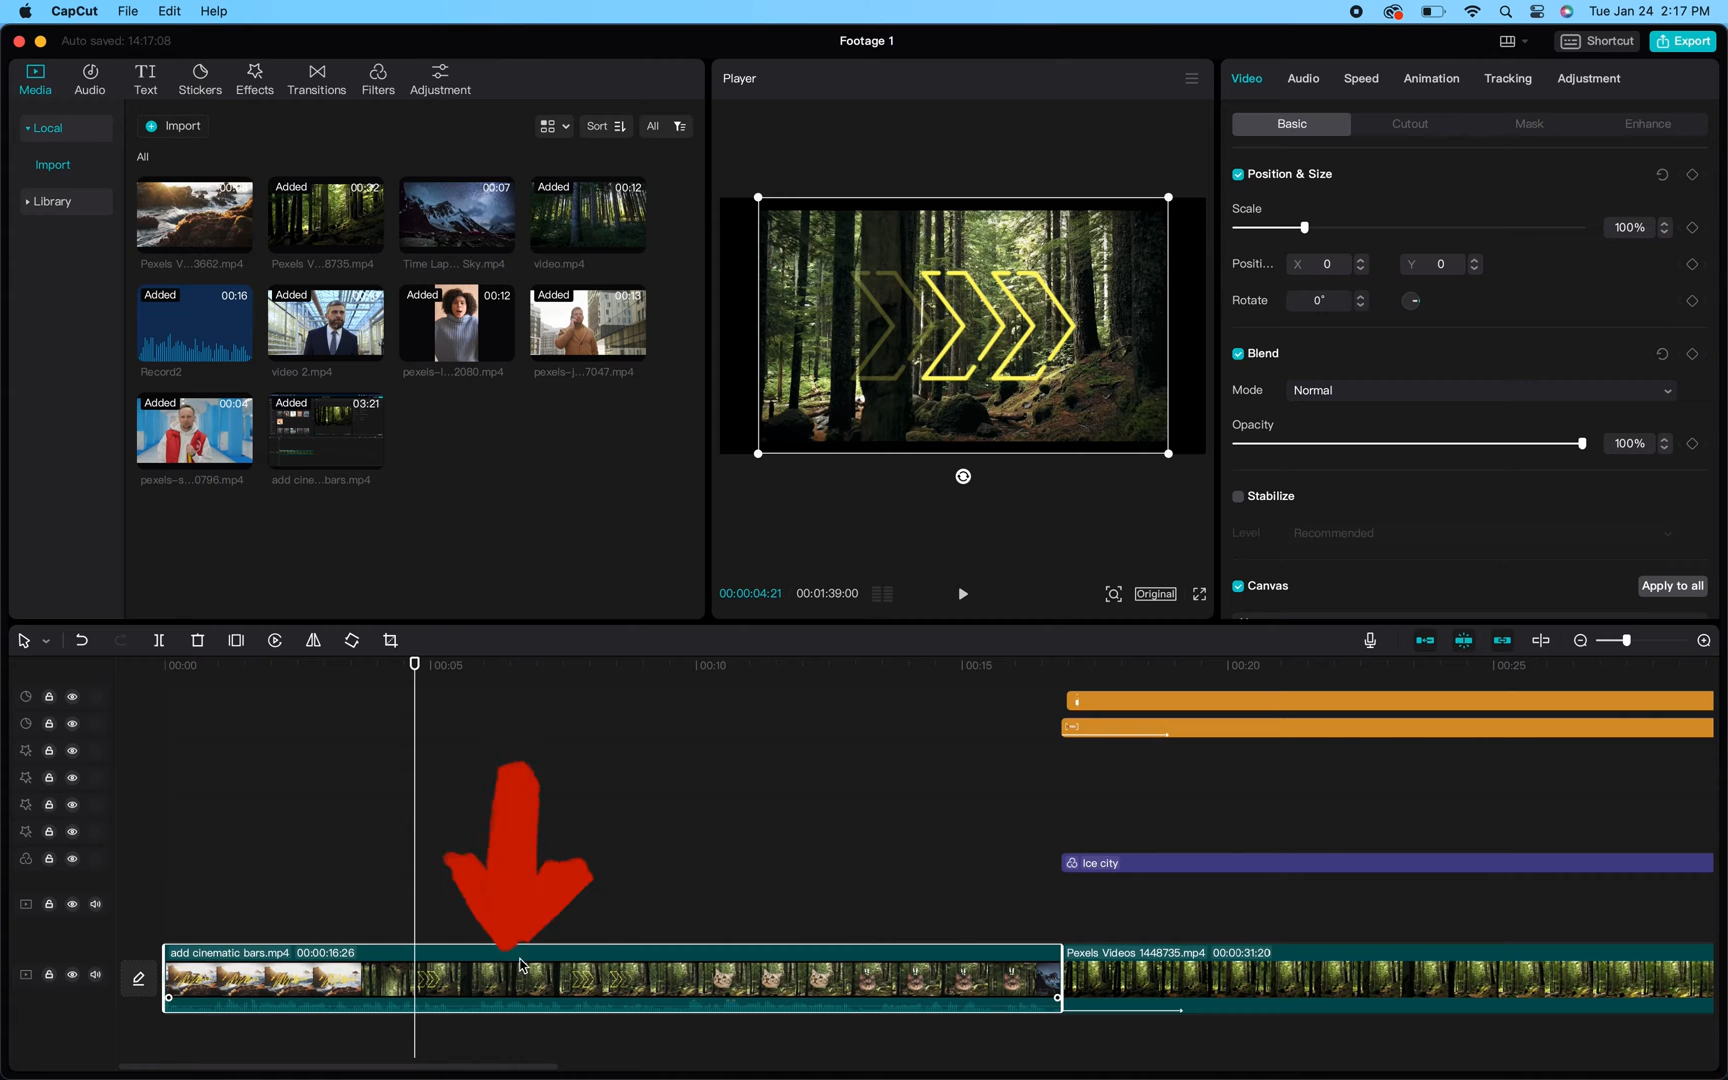 CapCut File Edit Help
Tue Jan 24 2:17 PM
Auto saved: 14:17:08
Footage 1
Shortcut
Export
Media Audio Text Stickers Effects Transitions Filters Adjustment
Local
Import
Library
Import
Sort
All
All
Added 00:32
00:07
Added 00:12
Pexels V...3662.mp4
Pexels V...8735.mp4
Time Lap... Sky.mp4
video.mp4
Added 00:16
Added
Added 00:12
Added 00:13
Record2
video 2.mp4
pexels-l...2080.mp4
pexels-j...7047.mp4
Added 00:04
Added 03:21
pexels-s...0796.mp4
add cine...bars.mp4
Player
00:00:04:21 00:01:39:00
Original
Video Audio Speed Animation Tracking Adjustment
Basic Cutout Mask Enhance
Position & Size
Scale
100%
Positi... X 0 Y 0
Rotate 0°
Blend
Mode Normal
Opacity
100%
Stabilize
Level Recommended
Canvas
Apply to all
00:00 00:05 00:10 00:15 00:20 00:25
Ice city
add cinematic bars.mp4 00:00:16:26
Pexels Videos 1448735.mp4 00:00:31:20